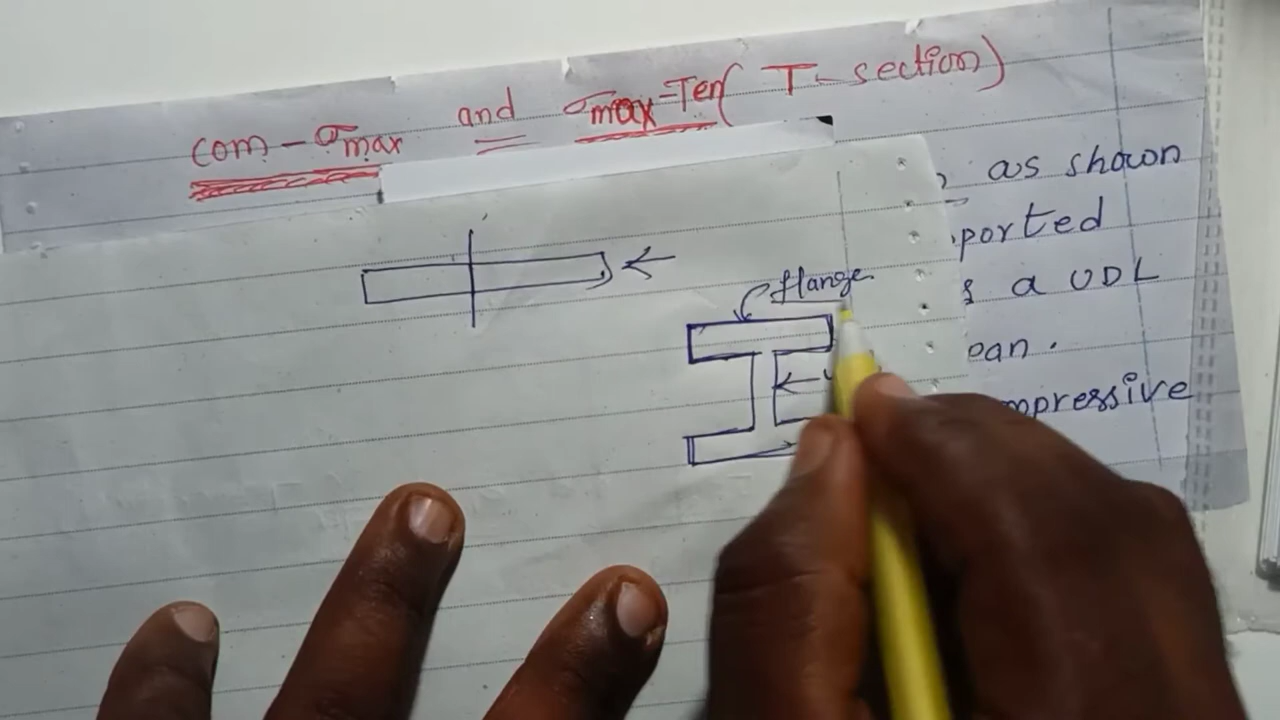 com-σmax and σmax-Ten( T-section)
as shown
ported
a UDL
flange
pan.
mpressive